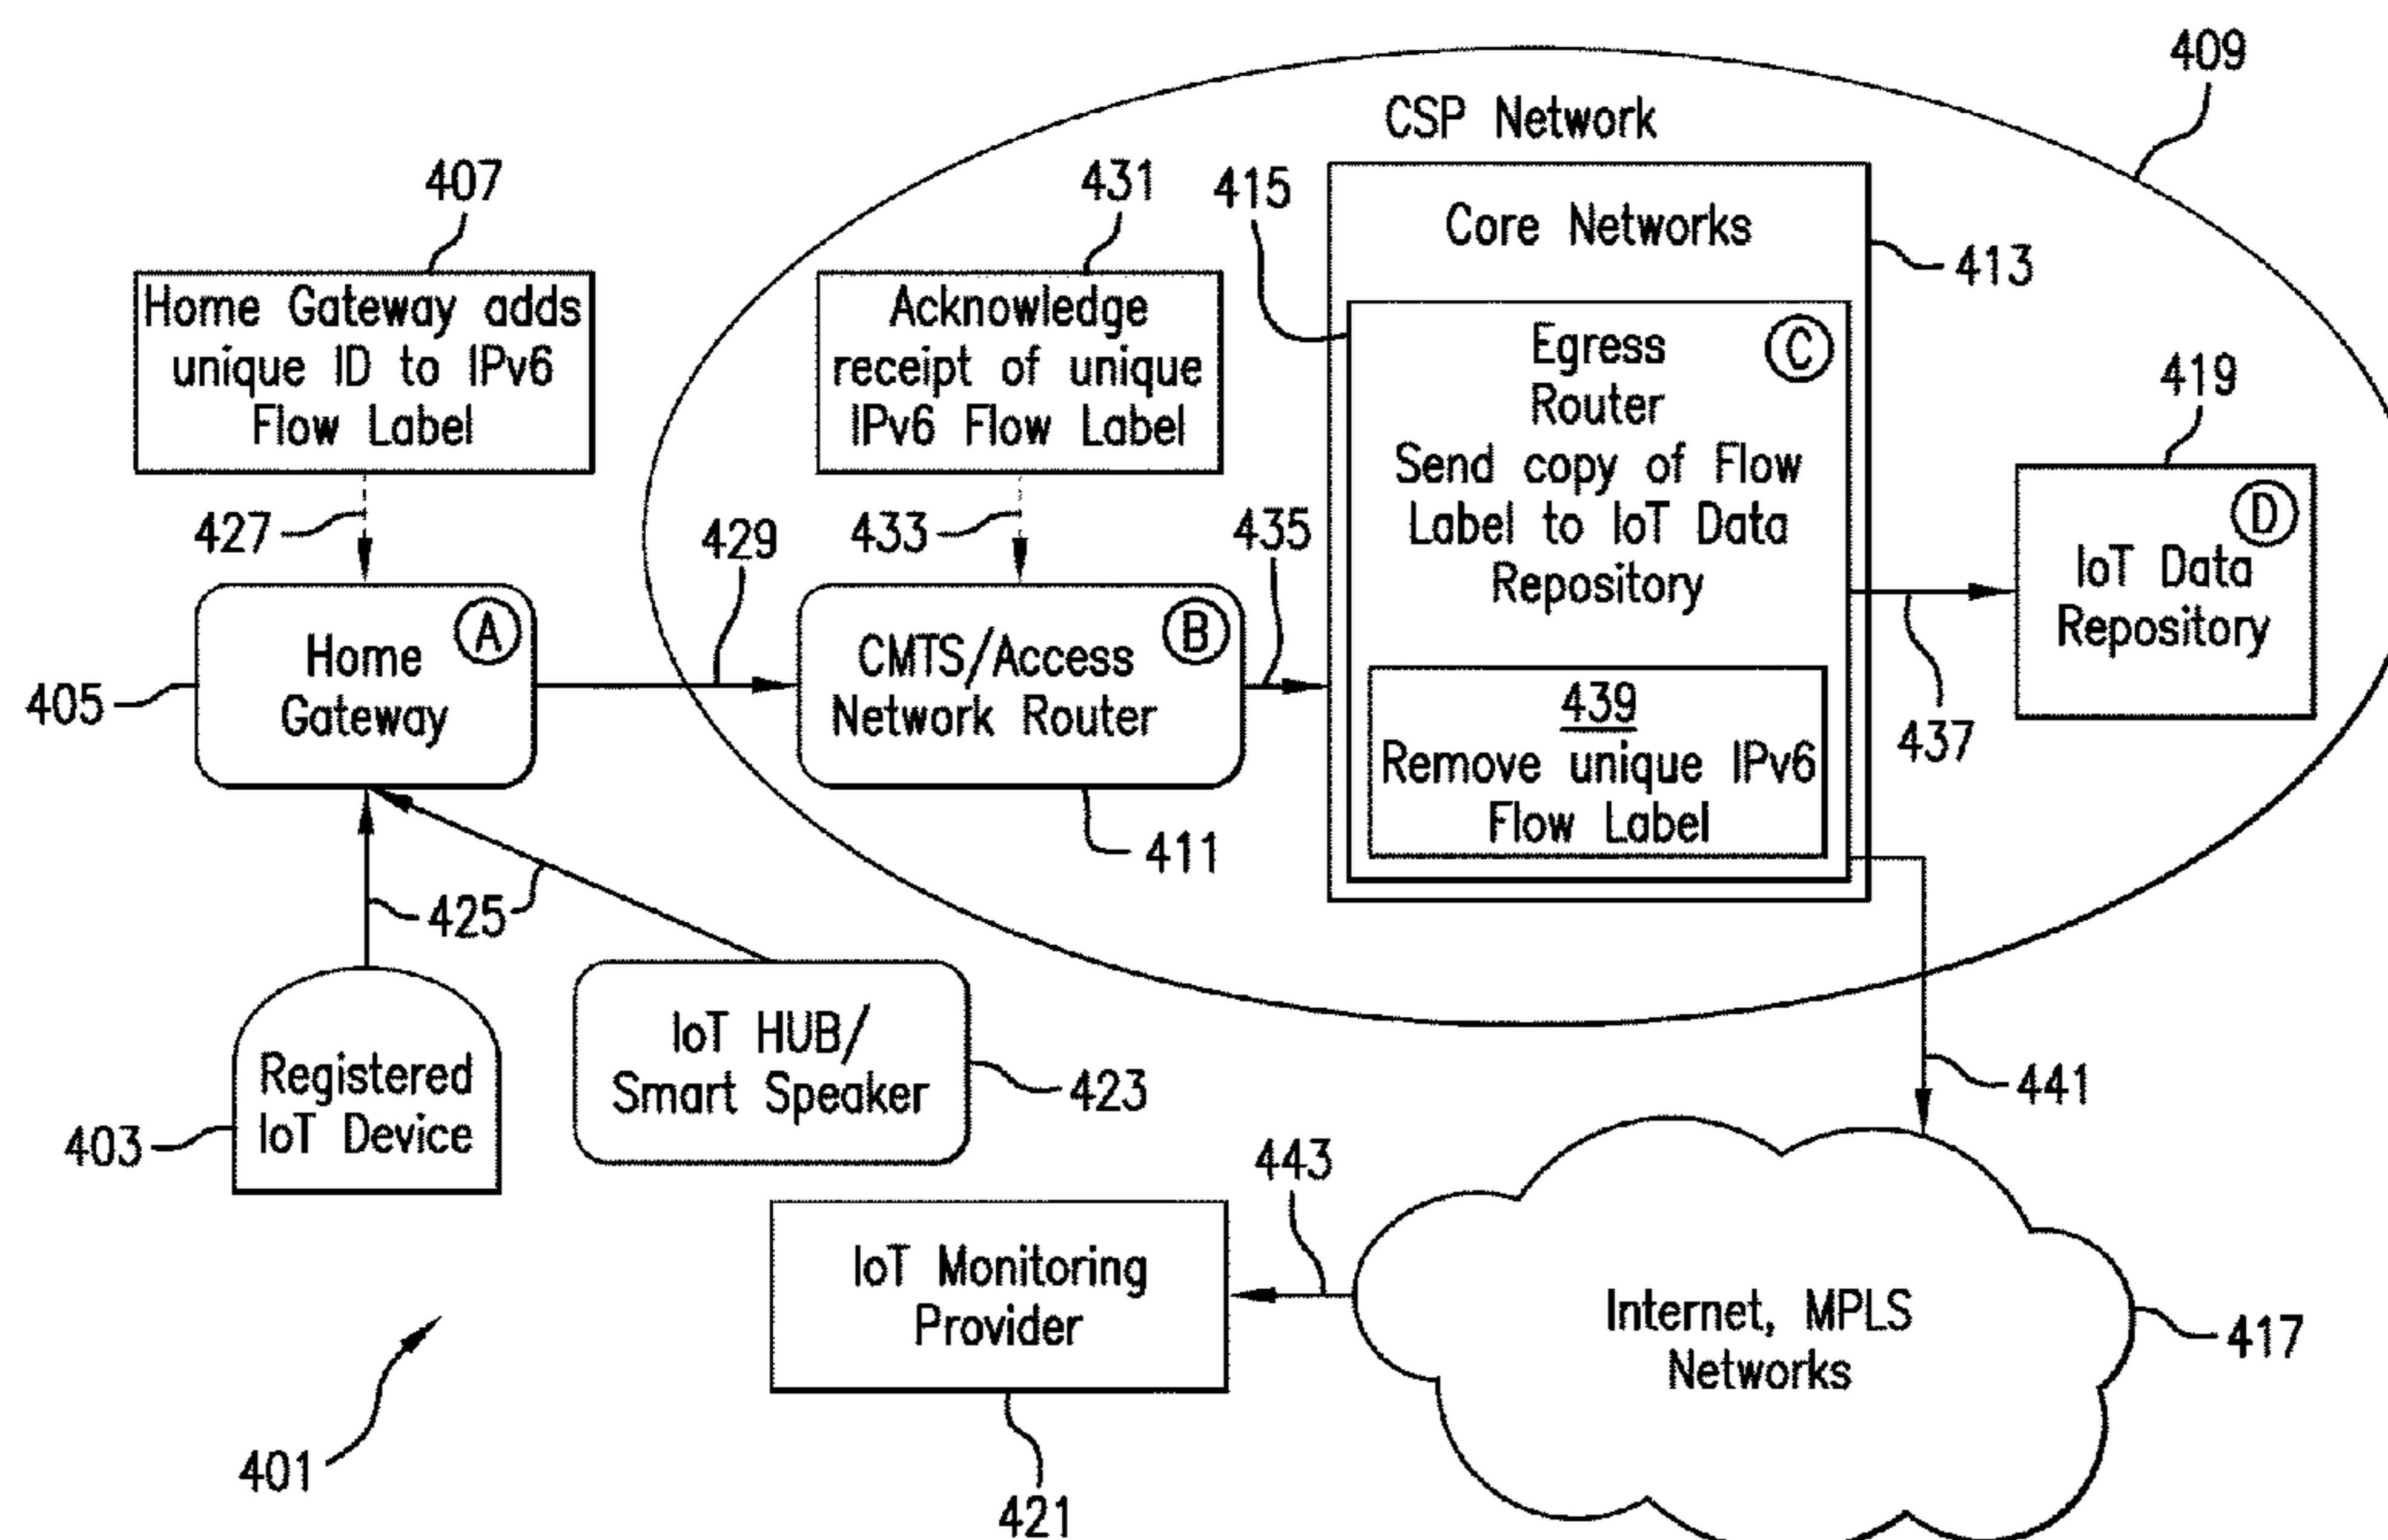 409
CSP Network
407
431
415
Core Networks
413
Home Gateway adds
unique ID to IPv6
Flow Label
Acknowledge
receipt of unique
IPv6 Flow Label
Egress
Router
Send copy of Flow
Label to IoT Data
Repository
C
419
427
429
433
435
D
IoT Data
Repository
A
Home
Gateway
405
B
CMTS/Access
Network Router
439
Remove unique IPv6
Flow Label
437
411
425
IoT HUB/
Smart Speaker
423
441
Registered
IoT Device
403
443
IoT Monitoring
Provider
Internet, MPLS
Networks
417
401
421